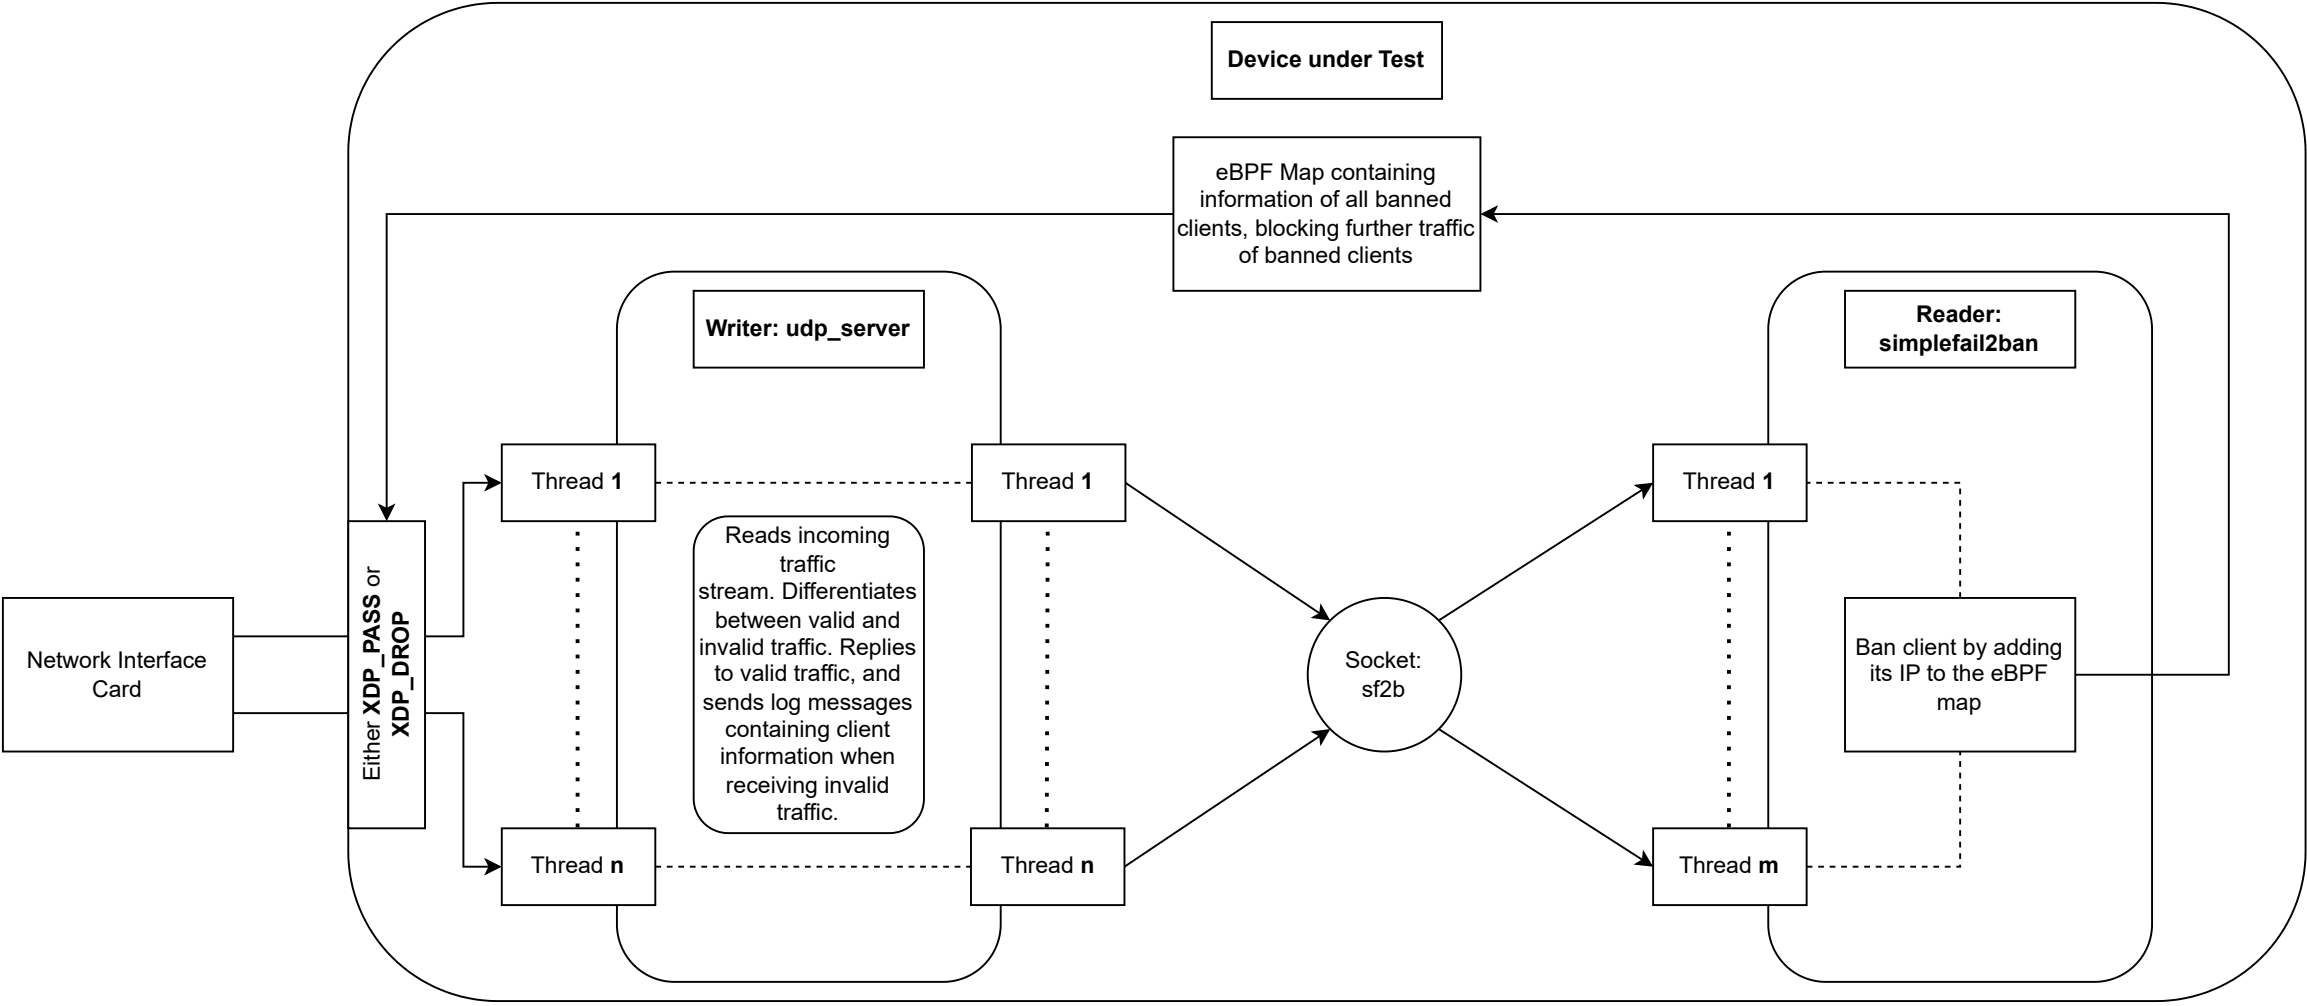 Device under Test
eBPF Map containing
information of all banned
clients, blocking further traffic
of banned clients
Writer: udp_server
Reader:
simplefail2ban
Thread 1
Thread 1
Thread 1
Reads incoming
traffic
stream. Differentiates
between valid and
invalid traffic. Replies
to valid traffic, and
sends log messages
containing client
information when
receiving invalid
traffic.
Network Interface
Card
Either XDP_PASS or
XDP_DROP
Socket:
sf2b
Ban client by adding
its IP to the eBPF
map
Thread n
Thread n
Thread m